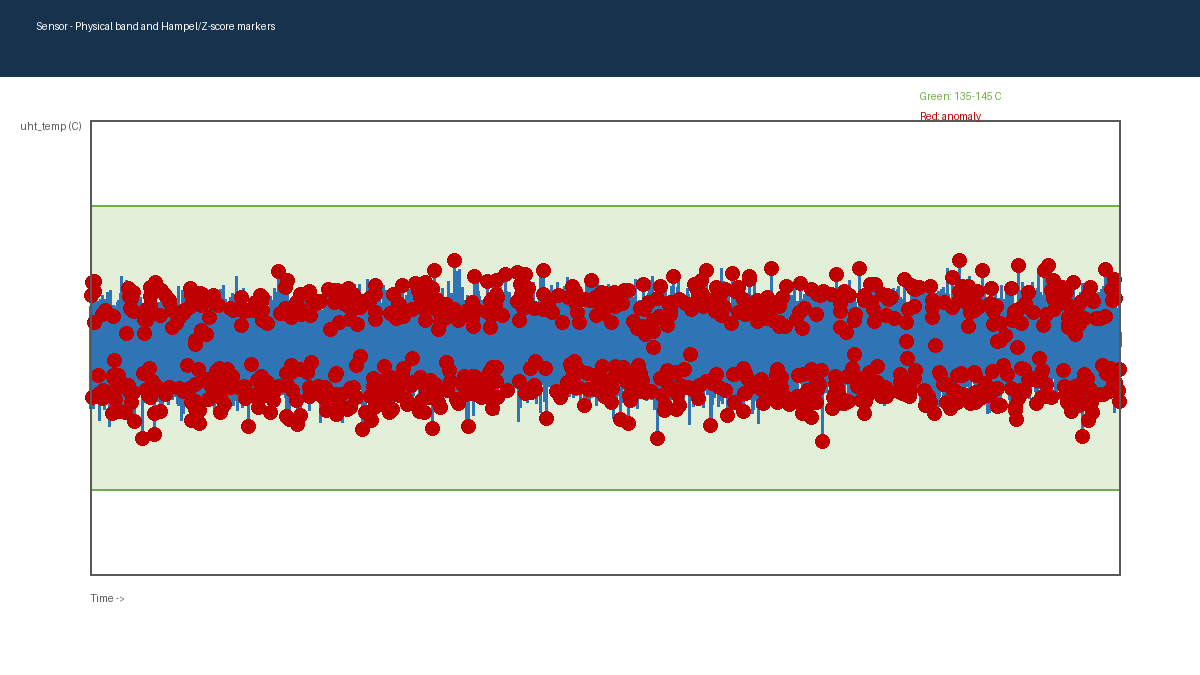 Sensor - Physical band and Hampel/Z-score markers
Green: 135-145 C
Red: anomaly
uht_temp (C)
Time ->